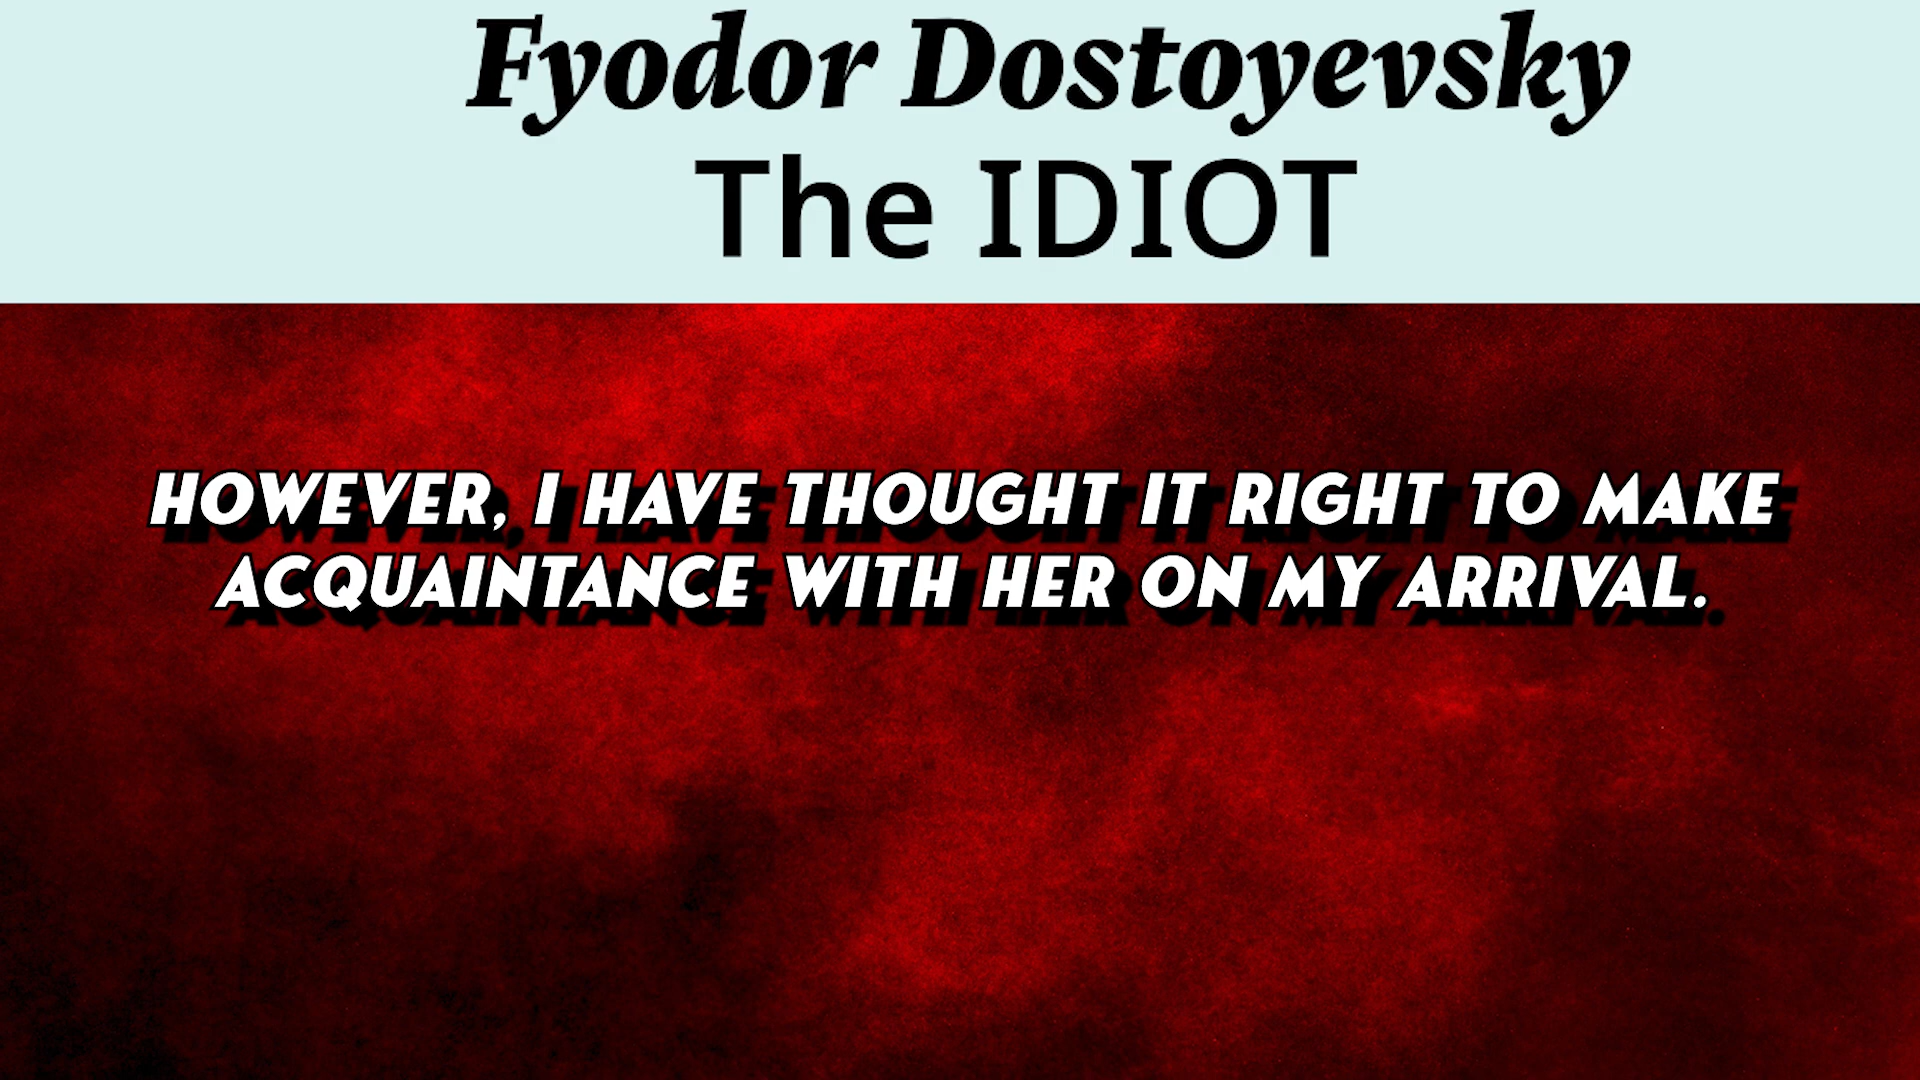 Fyodor Dostoyevsky
The IDIOT
HOWEVER, I HAVE THOUGHT IT RIGHT TO MAKE
ACQUAINTANCE WITH HER ON MY ARRIVAL.